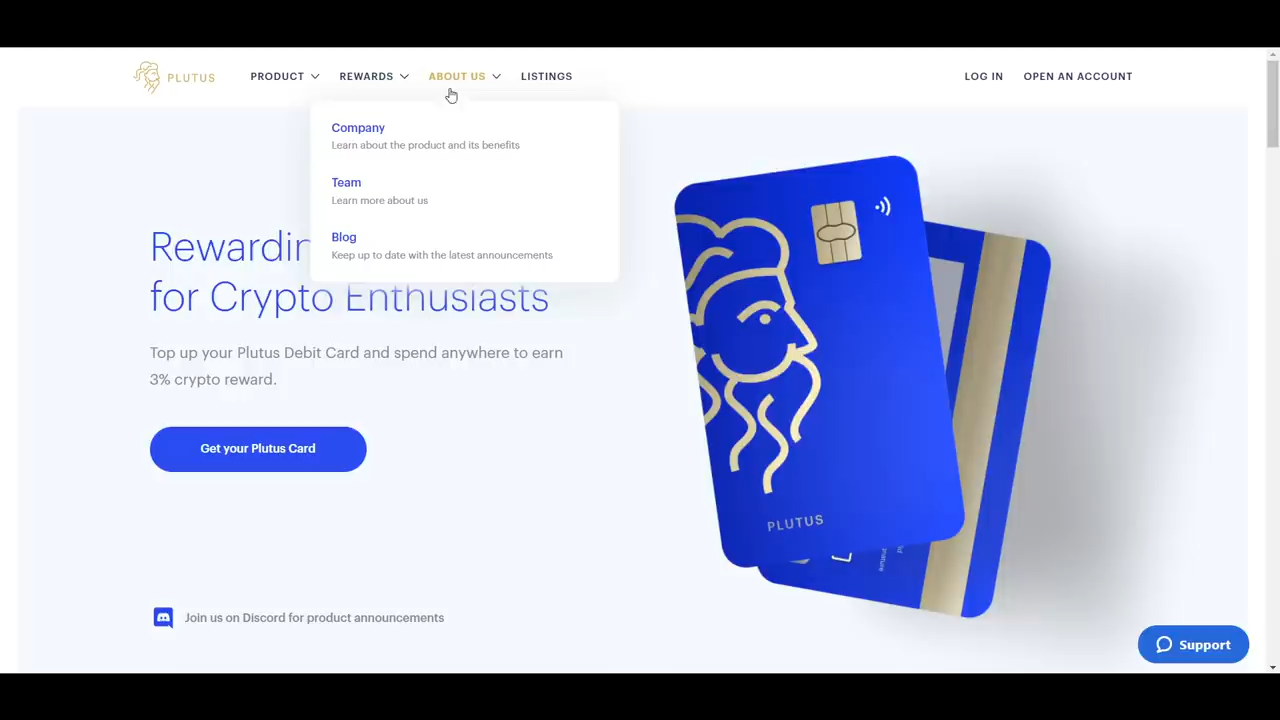 PLUTUS
PRODUCT
REWARDS
ABOUT US
LISTINGS
LOG IN
OPEN AN ACCOUNT
Company
Learn about the product and its benefits
Team
Learn more about us
Blog
Keep up to date with the latest announcements
Rewardin
for Crypto Enthusiasts
Top up your Plutus Debit Card and spend anywhere to earn
3% crypto reward.
Get your Plutus Card
PLUTUS
Join us on Discord for product announcements
Support